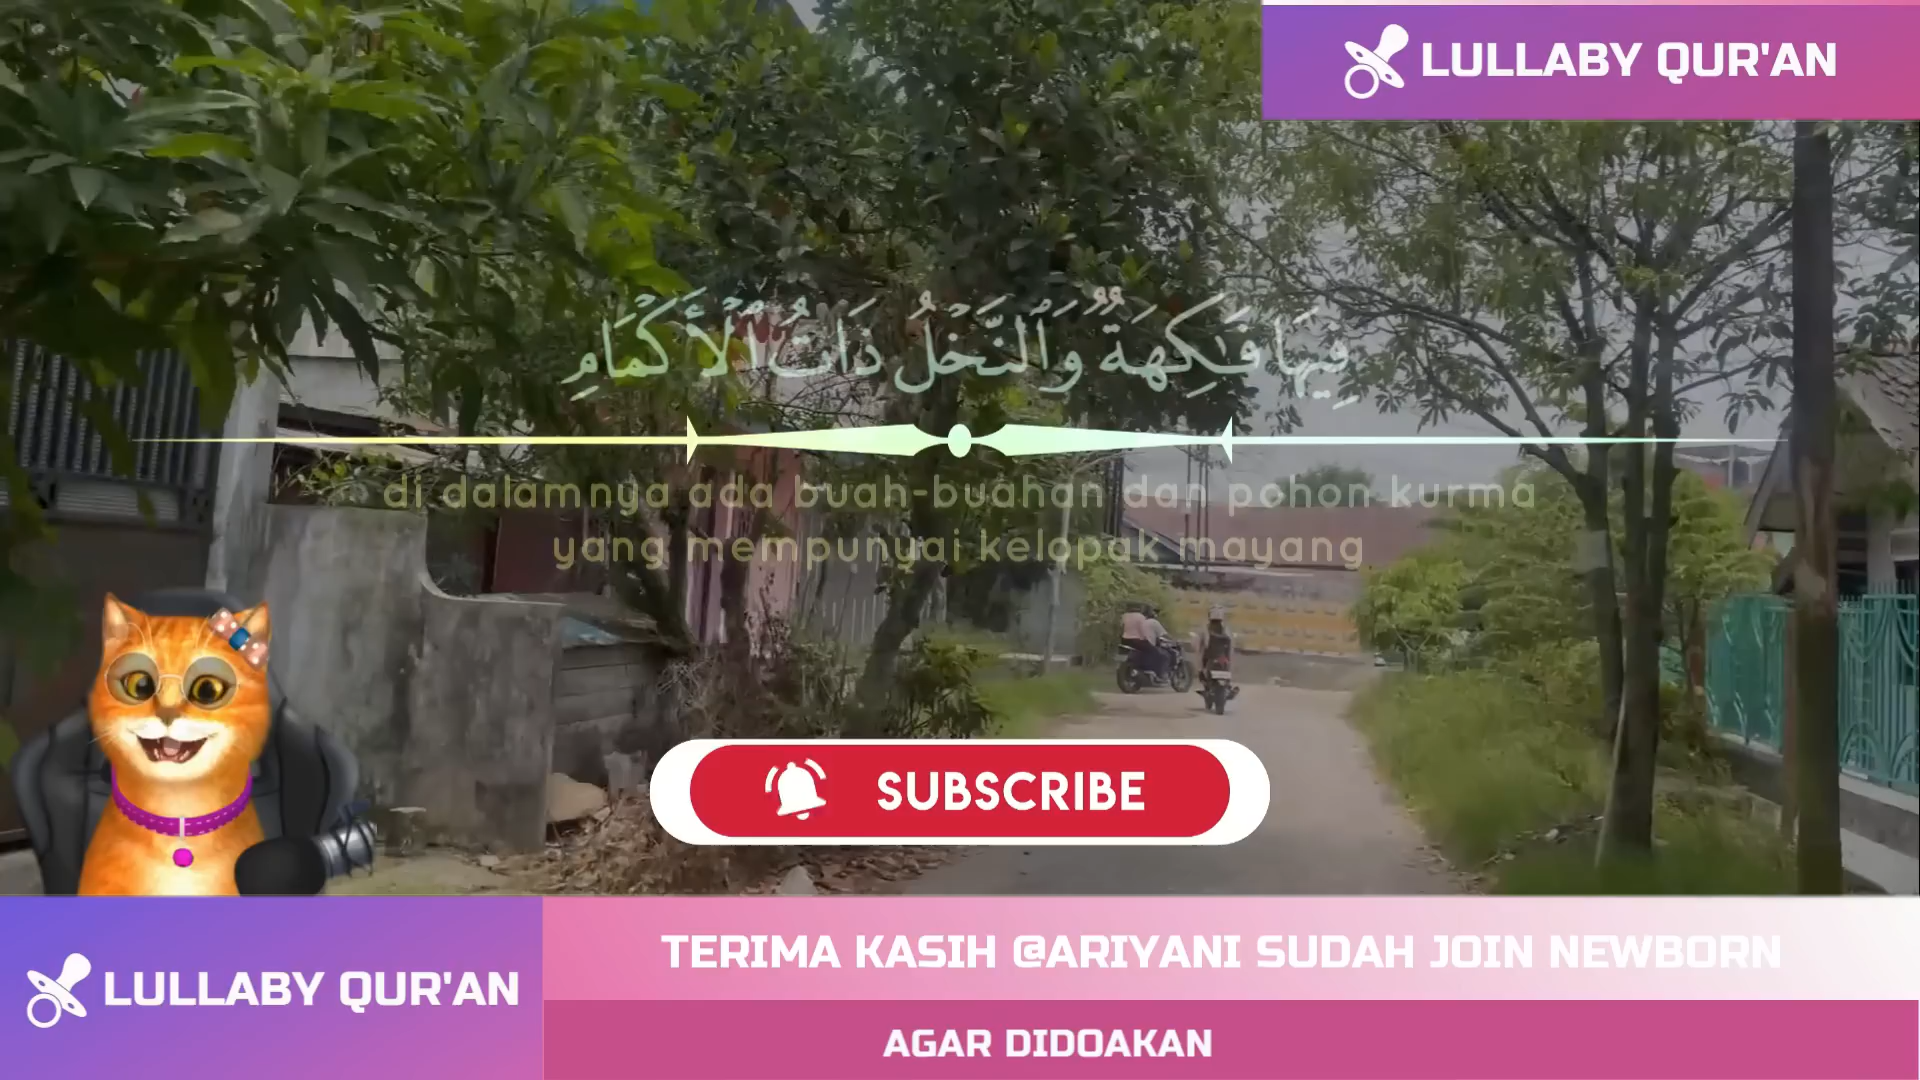 LULLABY QUR'AN
فِيهَا فَـٰكِهَةٌ وَٱلنَّخْلُ ذَاتُ ٱلْأَكْمَامِ
di dalamnya ada buah-buahan dan pohon kurma
yang mempunyai kelopak mayang
SUBSCRIBE
LULLABY QUR'AN
TERIMA KASIH @ARIYANI SUDAH JOIN NEWBORN
AGAR DIDOAKAN